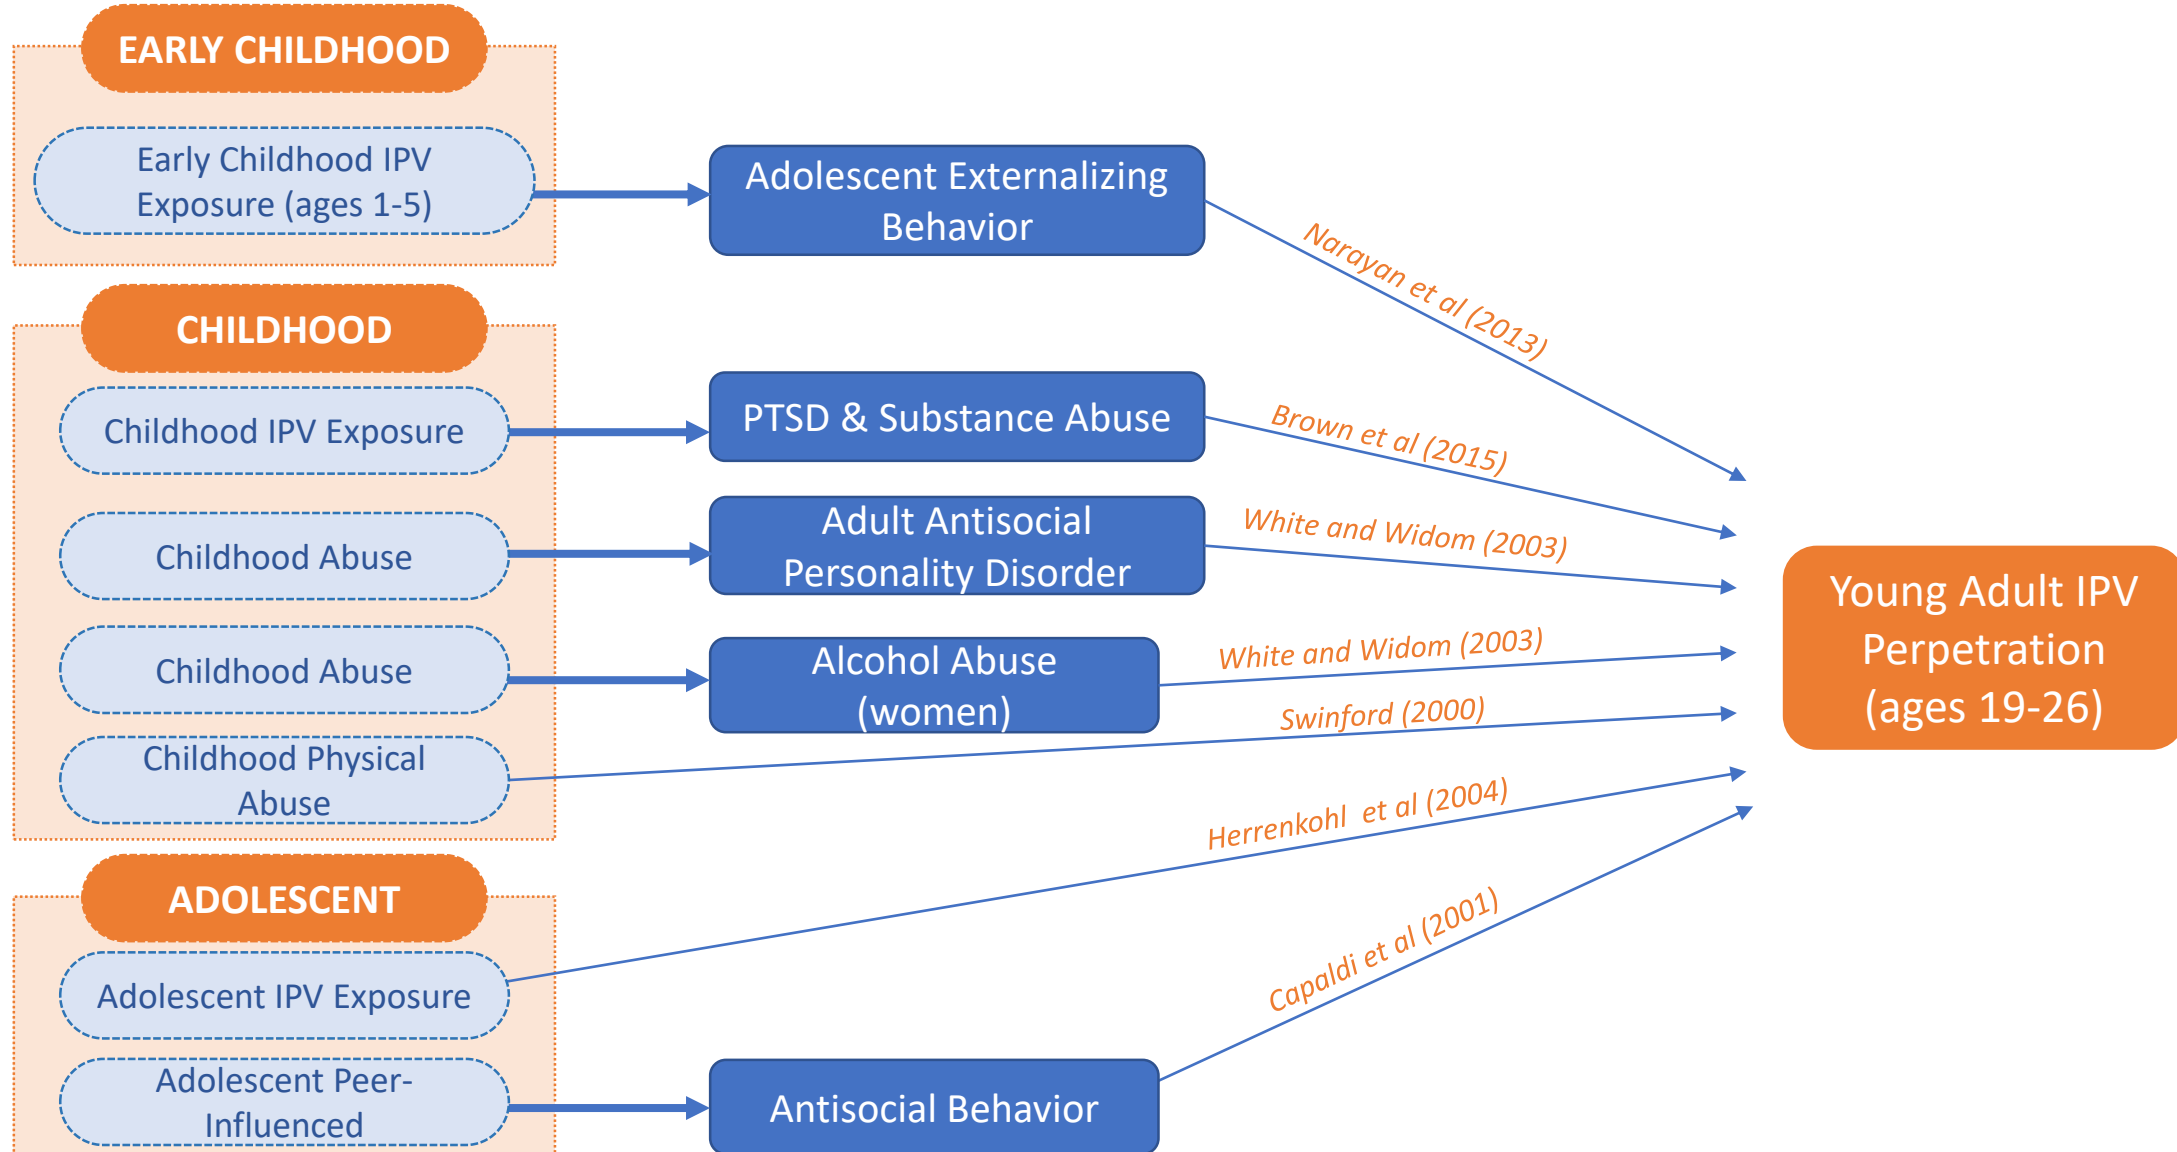 EARLY CHILDHOOD
Early Childhood IPV
Exposure (ages 1-5)
Adolescent Externalizing
Behavior
Narayan et al (2013)
CHILDHOOD
Childhood IPV Exposure
PTSD & Substance Abuse
Brown et al (2015)
Childhood Abuse
Adult Antisocial
Personality Disorder
White and Widom (2003)
Childhood Abuse
Alcohol Abuse
(women)
White and Widom (2003)
Childhood Physical
Abuse
Swinford (2000)
Young Adult IPV
Perpetration
(ages 19-26)
ADOLESCENT
Adolescent IPV Exposure
Herrenkohl  et al (2004)
Adolescent Peer-
Influenced
Antisocial Behavior
Capaldi et al (2001)